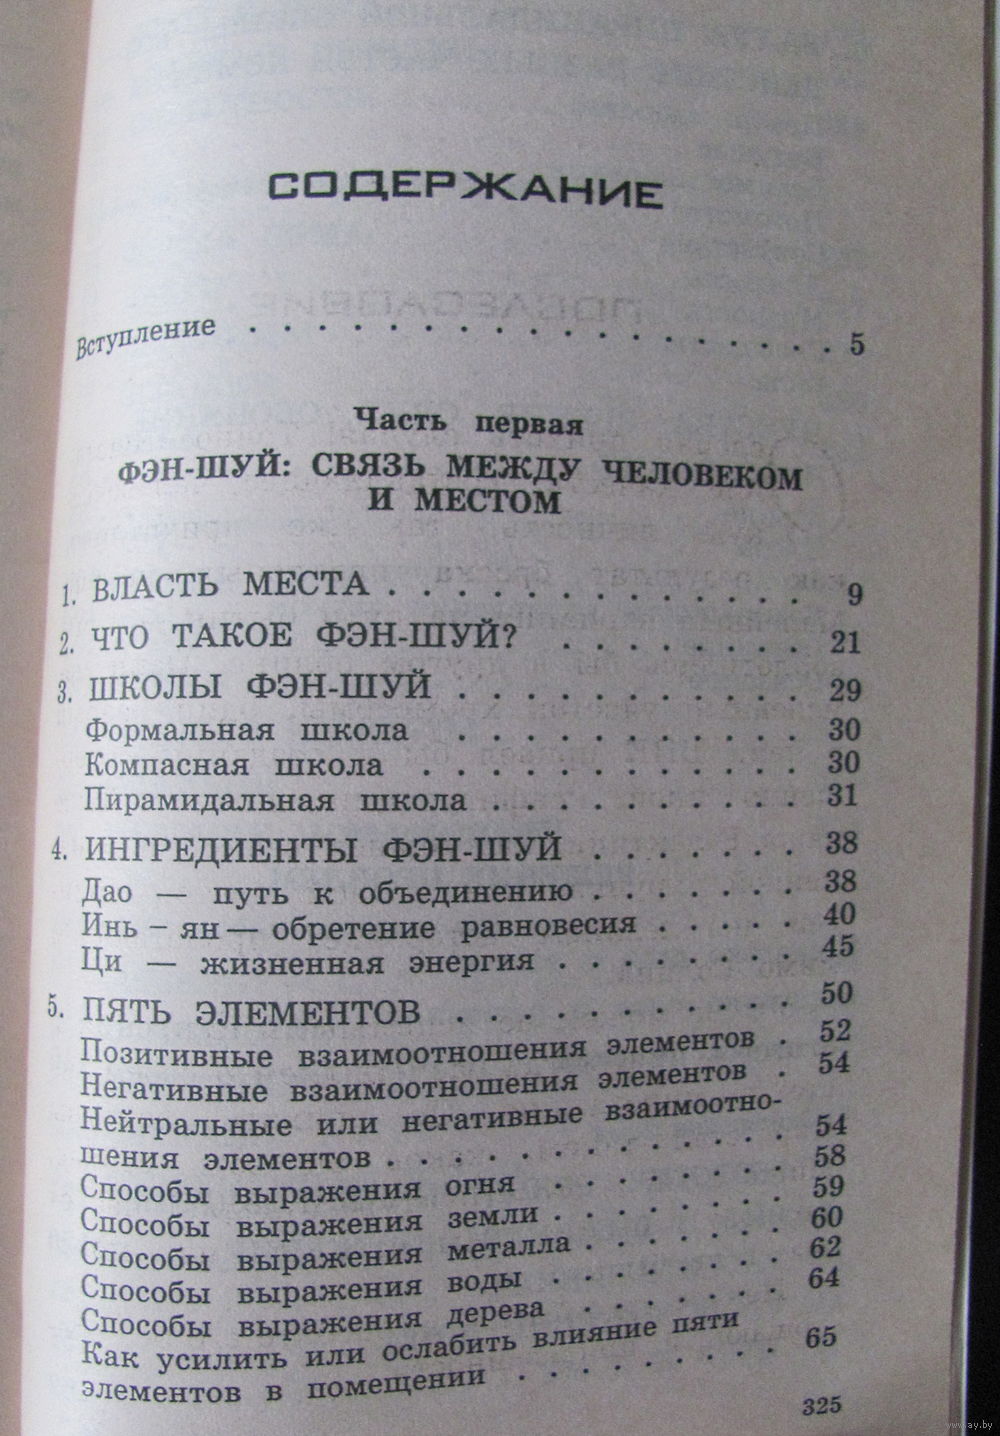 СОДЕРЖАНИЕ
Вступление . . . . . . . . . . . . . . . . . . 5
Часть первая
ФЭН-ШУЙ: СВЯЗЬ МЕЖДУ ЧЕЛОВЕКОМ
И МЕСТОМ
1. ВЛАСТЬ МЕСТА . . . . . . . . . . . . . 9
2. ЧТО ТАКОЕ ФЭН-ШУЙ? . . . . . . . . 21
3. ШКОЛЫ ФЭН-ШУЙ . . . . . . . . . . . 29
Формальная школа . . . . . . . . . . . 30
Компасная школа . . . . . . . . . . . . 30
Пирамидальная школа . . . . . . . . . . 31
4. ИНГРЕДИЕНТЫ ФЭН-ШУЙ . . . . . . . 38
Дао — путь к объединению . . . . . . . 38
Инь – ян — обретение равновесия . . . . . 40
Ци — жизненная энергия . . . . . . . . 45
5. ПЯТЬ ЭЛЕМЕНТОВ . . . . . . . . . . . 50
Позитивные взаимоотношения элементов . 52
Негативные взаимоотношения элементов . 54
Нейтральные или негативные взаимоотно-
шения элементов . . . . . . . . . . . . 54
Способы выражения огня . . . . . . . . 58
Способы выражения земли . . . . . . . . 59
Способы выражения металла . . . . . . . 60
Способы выражения воды . . . . . . . . 62
Способы выражения дерева . . . . . . . 64
Как усилить или ослабить влияние пяти
элементов в помещении . . . . . . . . . 65
325
www.ay.by